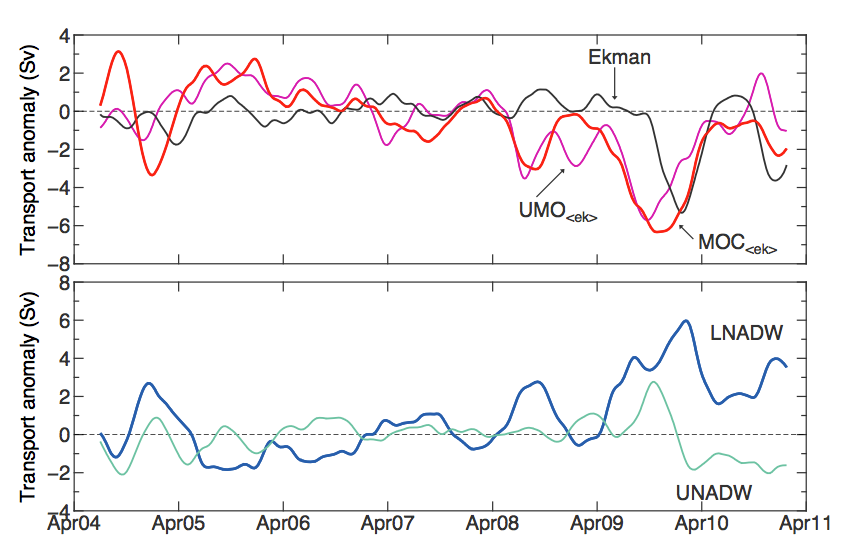 Transport anomaly (Sv)
4
2
0
−2
−4
−6
−8
Ekman
UMO<ek>
MOC<ek>
Transport anomaly (Sv)
8
6
4
2
0
−2
−4
LNADW
UNADW
Apr04 Apr05 Apr06 Apr07 Apr08 Apr09 Apr10 Apr11